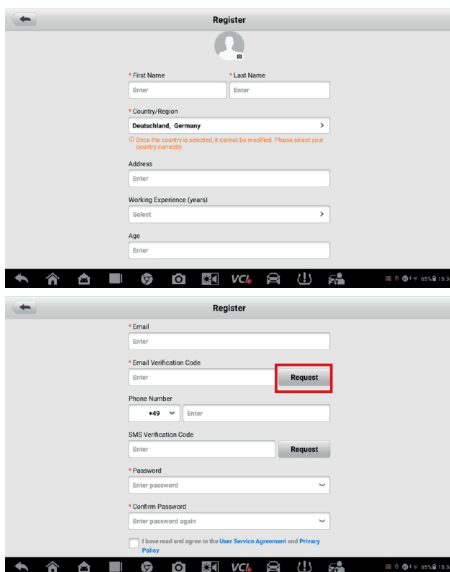 Register
* First Name * Last Name
Enter Enter
* Country/Region
Deutschland, Germany >
Once the country is selected, it cannot be modified. Please select your
country correctly.
Address
Enter
Working Experience (years)
Select >
Age
Enter
VCI 65%
Register
* Email
Enter
* Email Verification Code
Enter Request
Phone Number
+49 Enter
SMS Verification Code
Enter Request
* Password
Enter password
* Confirm Password
Enter password again
I have read and agree to the User Service Agreement and Privacy
Policy
VCI 65%